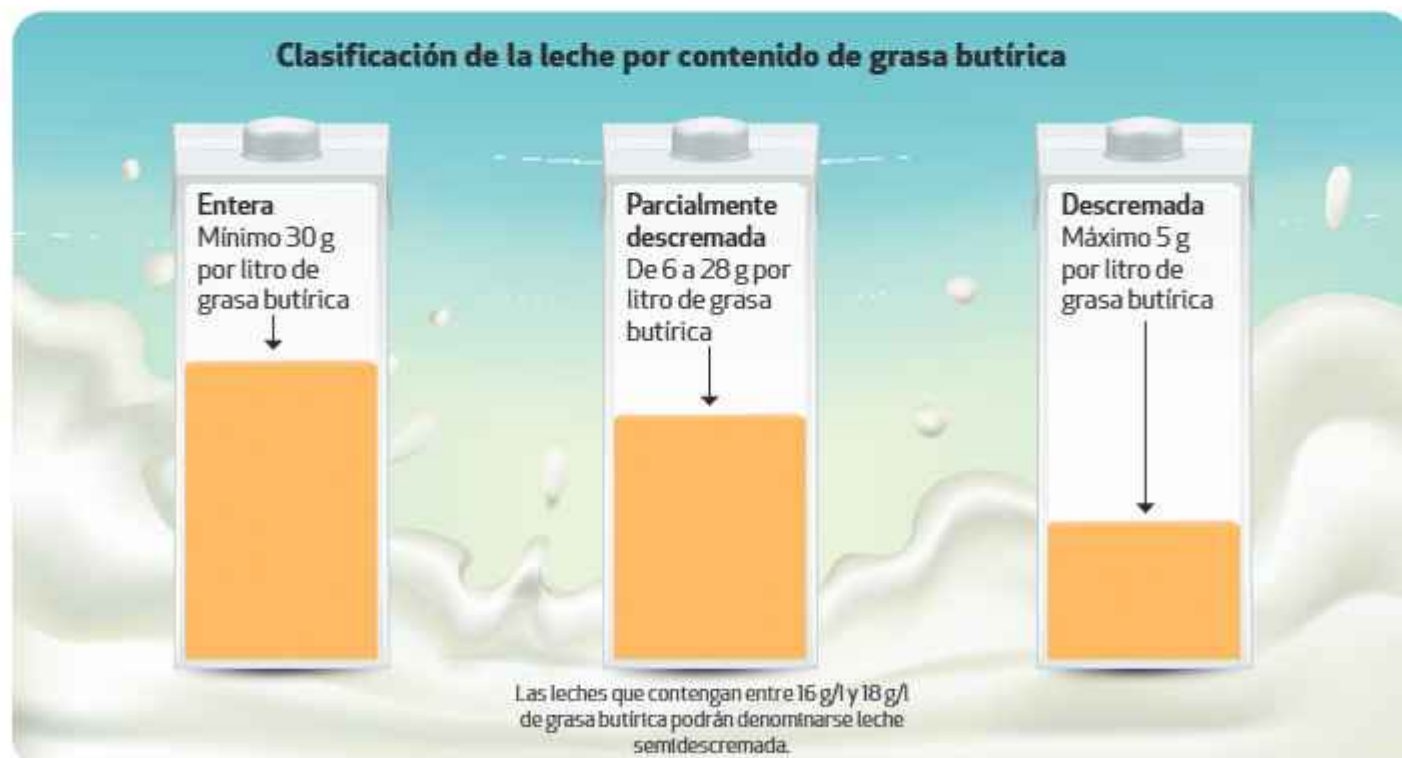 Clasificación de la leche por contenido de grasa butírica
Entera
Mínimo 30 g
por litro de
grasa butírica
Parcialmente
descremada
De 6 a 28 g por
litro de grasa
butírica
Descremada
Máximo 5 g
por litro de
grasa butírica
Las leches que contengan entre 16 g/l y 18 g/l
de grasa butírica podrán denominarse leche
semidescremada.